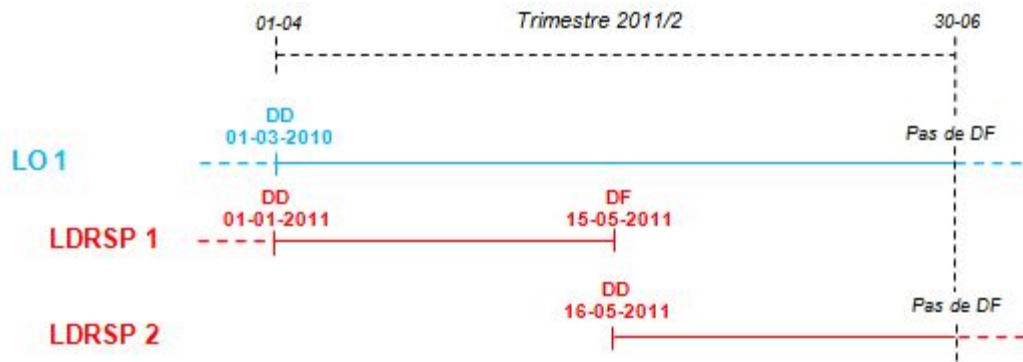 01-04
Trimestre 2011/2
30-06
DD
01-03-2010
Pas de DF
LO 1
DD
01-01-2011
DF
15-05-2011
LDRSP 1
DD
16-05-2011
Pas de DF
LDRSP 2